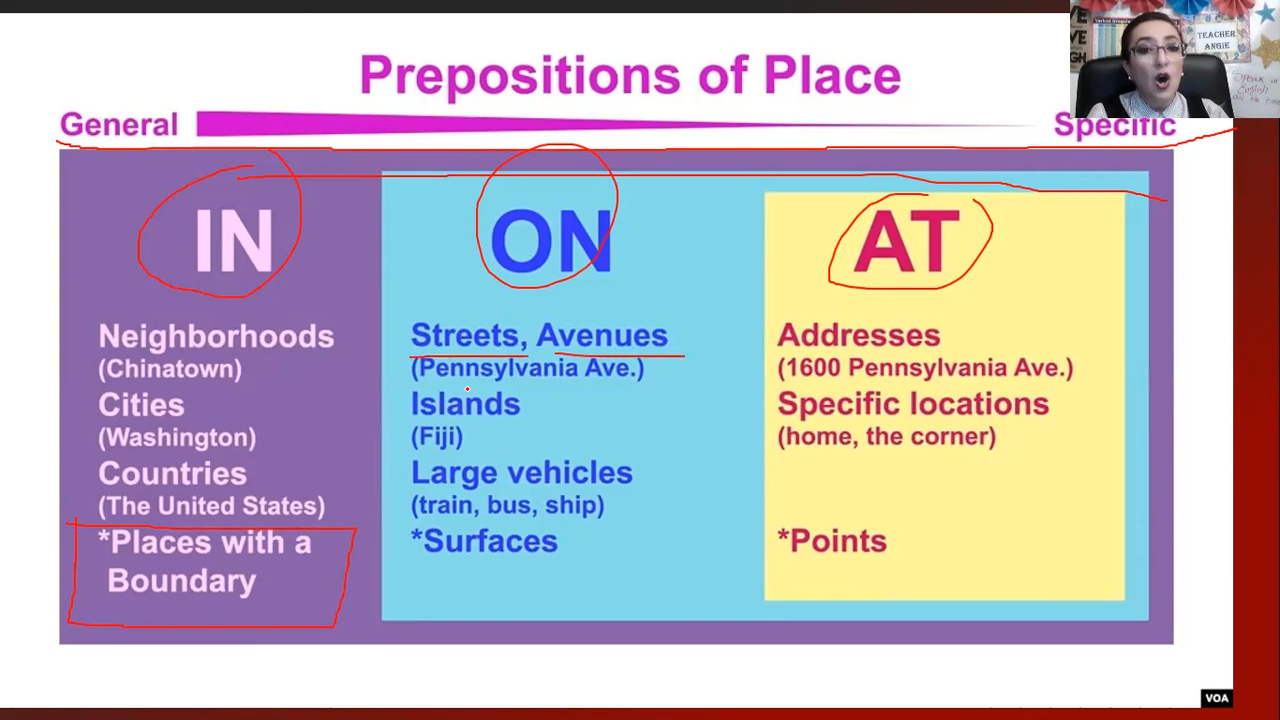 Prepositions of Place
General
Specific
TEACHER
ANGIE
IN
Neighborhoods
(Chinatown)
Cities
(Washington)
Countries
(The United States)
*Places with a
Boundary
ON
Streets, Avenues
(Pennsylvania Ave.)
Islands
(Fiji)
Large vehicles
(train, bus, ship)
*Surfaces
AT
Addresses
(1600 Pennsylvania Ave.)
Specific locations
(home, the corner)
*Points
VOA